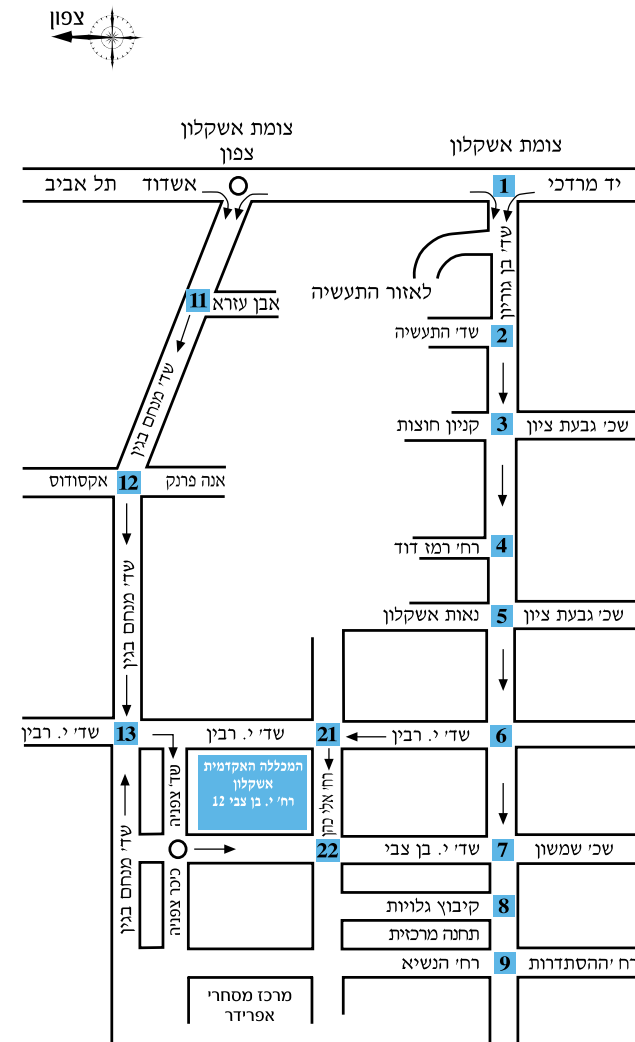 צפון
צומת אשקלון
צפון
צומת אשקלון
תל אביב
אשדוד
1
יד מרדכי
שד' בן גוריון
לאזור התעשיה
11
אבן עזרא
2
שד' התעשיה
שד' מנחם בגין
3
קניון חוצות
שכ' גבעת ציון
אקסודוס
12
אנה פרנק
4
רח' רמז דוד
שד' מנחם בגין
5
נאות אשקלון
שכ' גבעת ציון
שד' י. רבין
13
שד' י. רבין
21
שד' י. רבין
6
המכללה האקדמית
אשקלון
רח' י. בן צבי 12
שד' צפניה
רח' אלי כהן
שד' מנחם בגין
כיכר צפניה
22
שד' י. בן צבי
7
שכ' שמשון
8
קיבוץ גלויות
תחנה מרכזית
9
רח' הנשיא
רח 'ההסתדרות
מרכז מסחרי
אפרידר